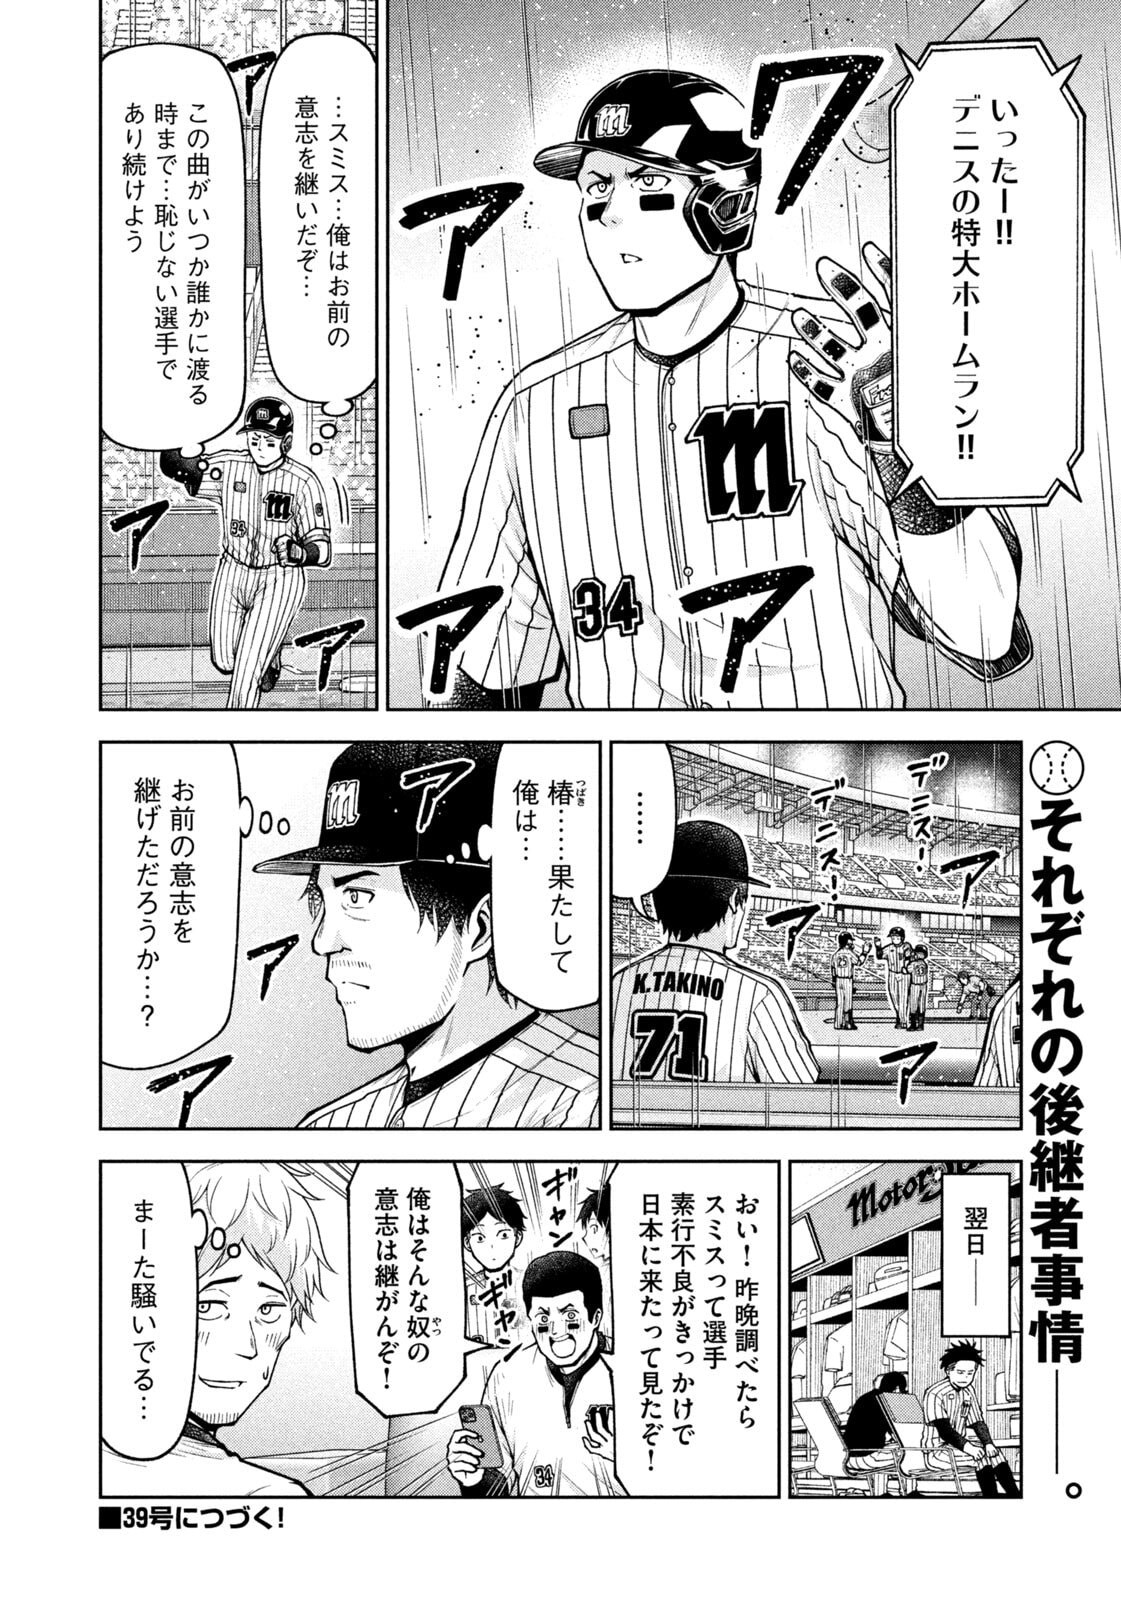 いったー!!
デニスの特大ホームラン!!
ワ
ア
ア
ア
m
m
34
…スミス…俺はお前の
意志を継いだぞ…
この曲がいつか誰かに渡る
時まで…恥じない選手で
あり続けよう
ア
ア
ア
m
m
34
それぞれの後継者事情――。
デニス!
デニス!
……
ア
ア
K.TAKINO
71
椿……果たして
つばき
俺は…
お前の意志を
継げただろうか……?
m
ア
ア
翌日――
おい! 昨晩調べたら
スミスって選手
素行不良がきっかけで
日本に来たって見たぞ!
ギャン
ギャン
俺はそんな奴の
やつ
意志は継がんぞ!
m
34
まーた騒いでる…
■39号につづく!